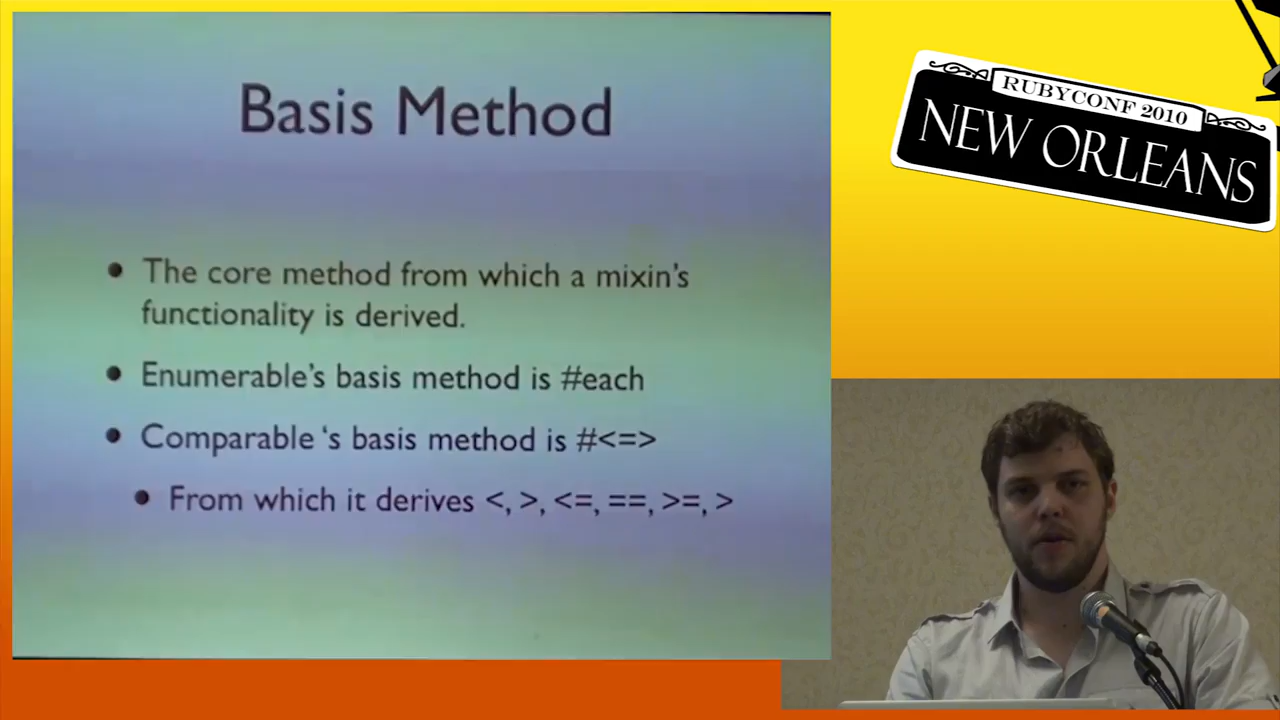 Basis Method
The core method from which a mixin's
functionality is derived.
Enumerable's basis method is #each
Comparable 's basis method is #<=>
From which it derives <, >, <=, ==, >=, >
RUBYCONF 2010
NEW ORLEANS